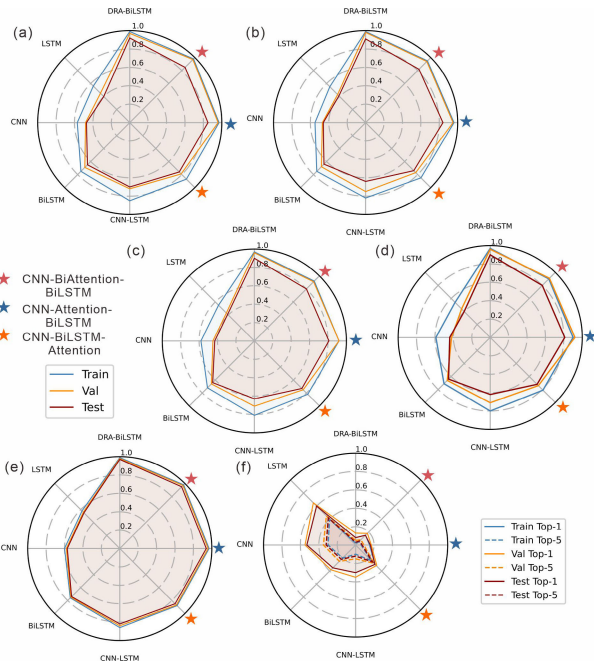 DRA-BiLSTM
(a)
1.0
0.8
0.6
0.4
0.2
LSTM
CNN
BiLSTM
CNN-LSTM
DRA-BiLSTM
(b)
1.0
0.8
0.6
0.4
0.2
LSTM
CNN
BiLSTM
CNN-LSTM
DRA-BiLSTM
(c)
1.0
0.8
0.6
0.4
0.2
LSTM
CNN
BiLSTM
CNN-LSTM
DRA-BiLSTM
(d)
1.0
0.8
0.6
0.4
0.2
LSTM
CNN
BiLSTM
CNN-LSTM
CNN-BiAttention-
BiLSTM
CNN-Attention-
BiLSTM
CNN-BiLSTM-
Attention
Train
Val
Test
DRA-BiLSTM
(e)
1.0
0.8
0.6
0.4
0.2
LSTM
CNN
BiLSTM
CNN-LSTM
DRA-BiLSTM
(f)
1.0
0.8
0.6
0.4
0.2
LSTM
CNN
BiLSTM
CNN-LSTM
Train Top-1
Train Top-5
Val Top-1
Val Top-5
Test Top-1
Test Top-5